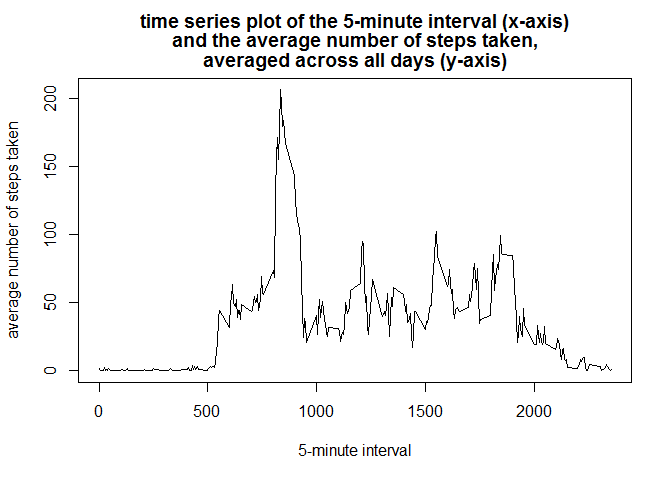 time series plot of the 5-minute interval (x-axis)
and the average number of steps taken,
averaged across all days (y-axis)
average number of steps taken
200
150
100
50
0
0 500 1000 1500 2000
5-minute interval